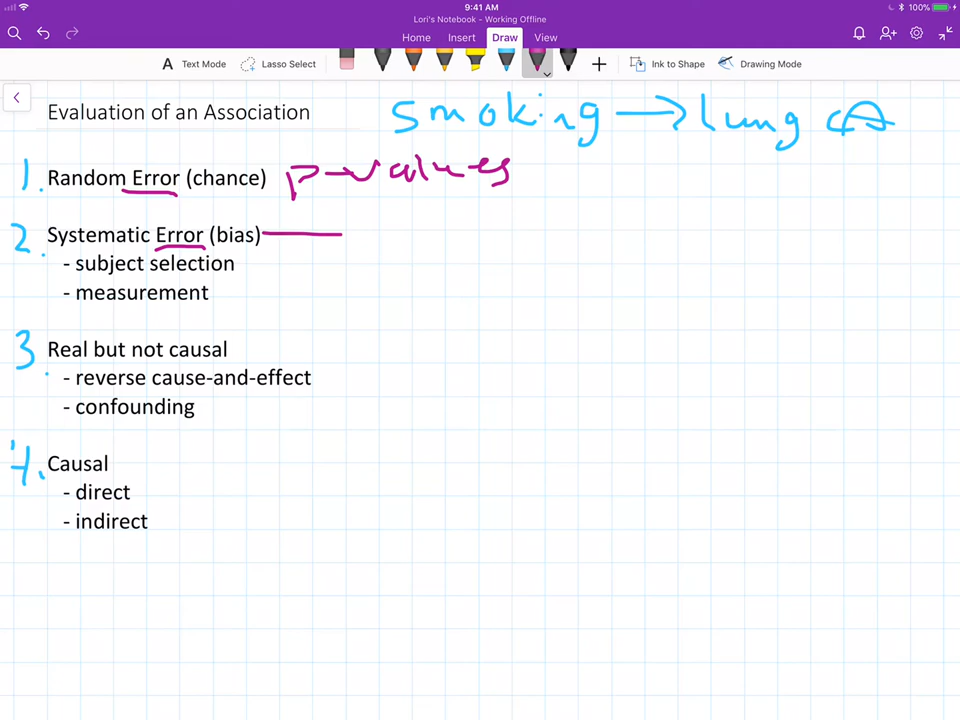 9:41 AM
100%
Lori's Notebook - Working Offline
Home Insert Draw View
A Text Mode Lasso Select Ink to Shape Drawing Mode
Evaluation of an Association smoking → lung CA
1. Random Error (chance) p-values
2. Systematic Error (bias)
- subject selection
- measurement
3. Real but not causal
- reverse cause-and-effect
- confounding
4. Causal
- direct
- indirect